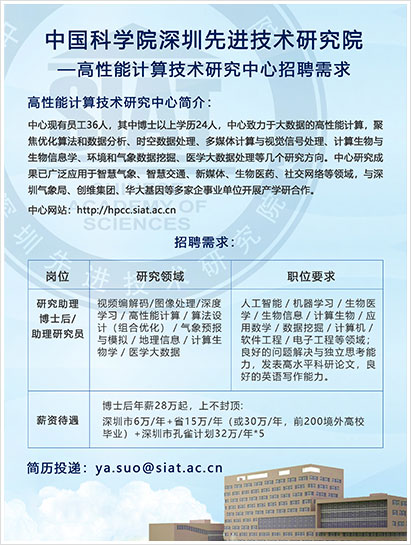 中国科学院深圳先进技术研究院
—高性能计算技术研究中心招聘需求
高性能计算技术研究中心简介：
中心现有员工36人，其中博士以上学历24人，中心致力于大数据的高性能计算，聚
焦优化算法和数据分析、时空数据处理、多媒体计算与视觉信号处理、计算生物与
生物信息学、环境和气象数据挖掘、医学大数据处理等几个研究方向。中心研究成
果已广泛应用于智慧气象、智慧交通、新媒体、生物医药、社交网络等领域，与深
圳气象局、创维集团、华大基因等多家企事业单位开展产学研合作。
中心网站：http://hpcc.siat.ac.cn
ACADEMY OF
SCIENCES
招聘需求：
岗位
研究领域
职位要求
研究助理
博士后/
助理研究员
视频编解码/图像处理/深度
学习 / 高性能计算 / 算法设
计（组合优化） / 气象预报
与模拟 / 地理信息 / 计算生
物学 / 医学大数据
人工智能 / 机器学习 / 生物医
学 / 生物信息 / 计算生物 / 应
用数学 / 数据挖掘 / 计算机 /
软件工程 / 电子工程等领域；
良好的问题解决与独立思考能
力，发表高水平科研论文，良
好的英语写作能力。
薪资待遇
博士后年薪28万起，上不封顶：
深圳市6万/年+省15万/年（或30万/年，前200境外高校
毕业）+深圳市孔雀计划32万/年*5
简历投递：ya.suo@siat.ac.cn